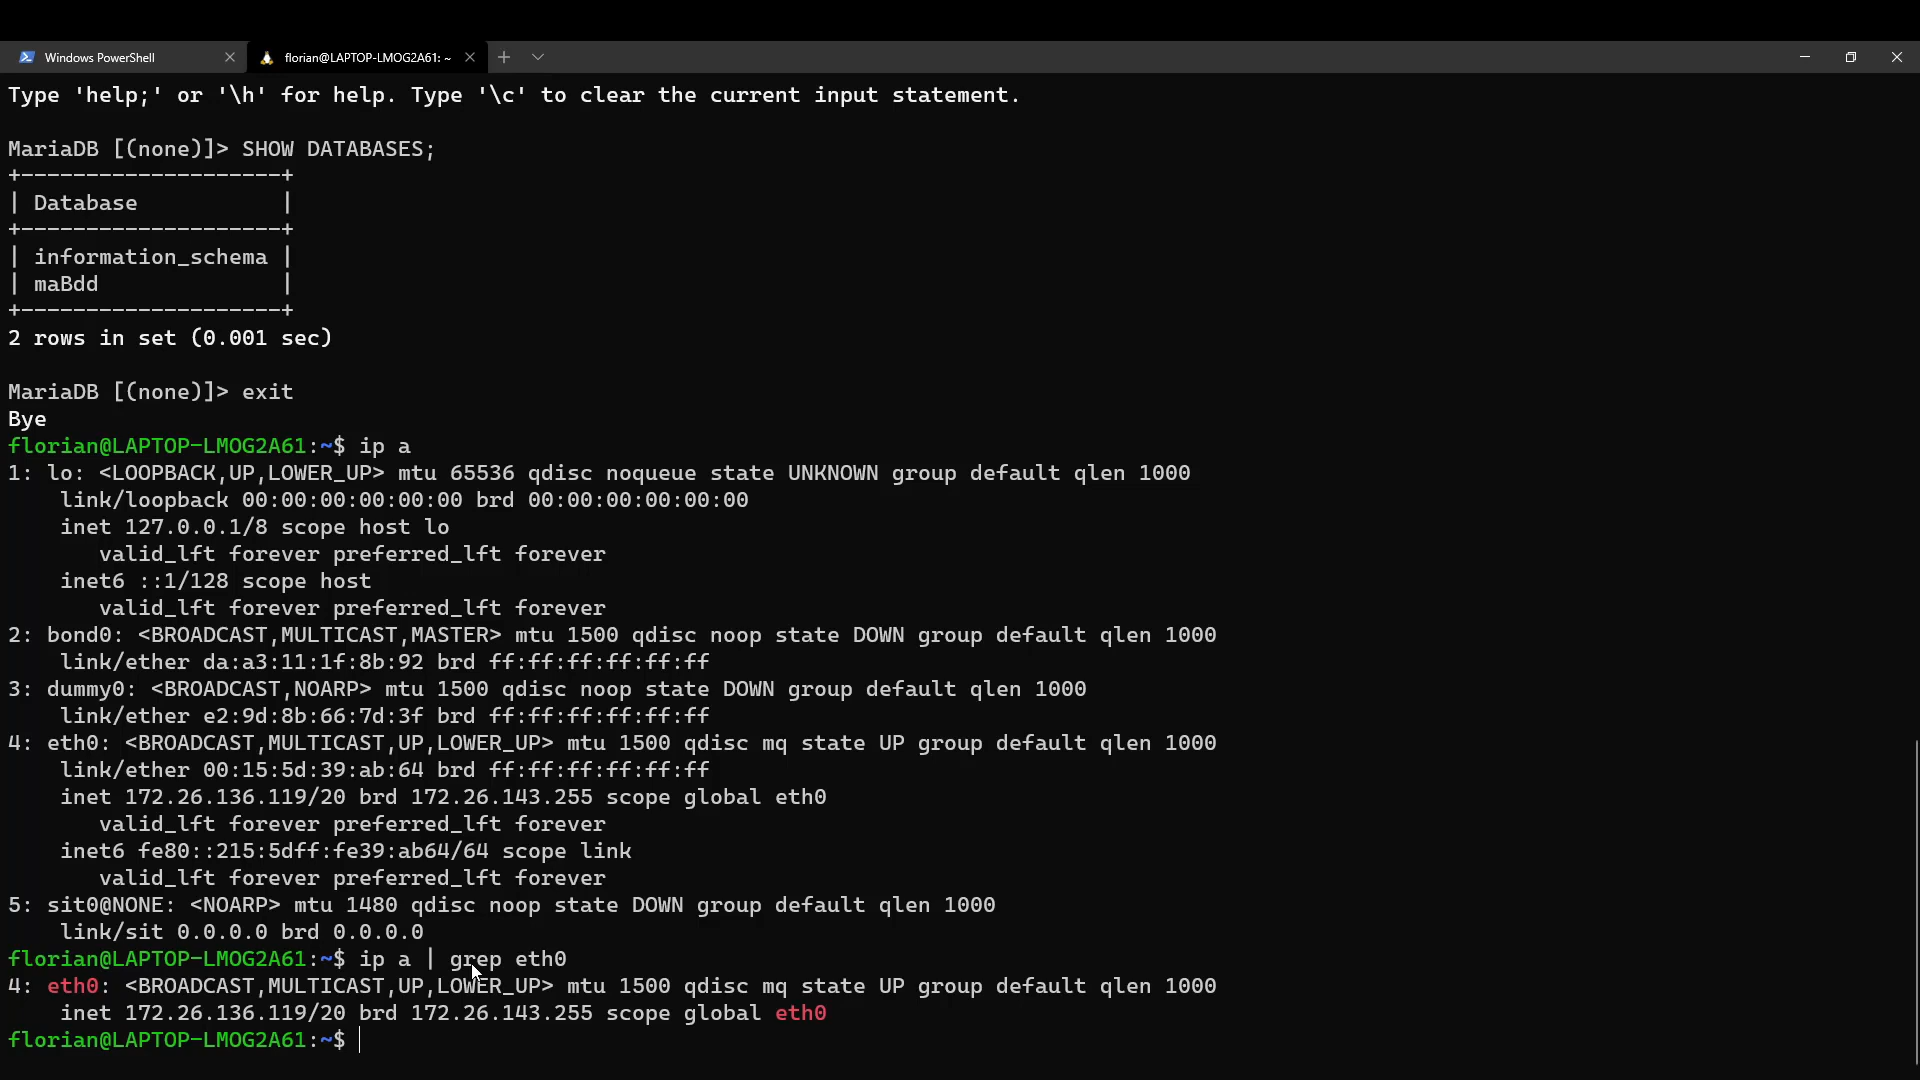 Windows PowerShell
florian@LAPTOP-LMOG2A61: ~
Type 'help;' or '\h' for help. Type '\c' to clear the current input statement.
MariaDB [(none)]> SHOW DATABASES;
+--------------------+
| Database           |
+--------------------+
| information_schema |
| maBdd              |
+--------------------+
2 rows in set (0.001 sec)
MariaDB [(none)]> exit
Bye
florian@LAPTOP-LMOG2A61:~$ ip a
1: lo: <LOOPBACK,UP,LOWER_UP> mtu 65536 qdisc noqueue state UNKNOWN group default qlen 1000
    link/loopback 00:00:00:00:00:00 brd 00:00:00:00:00:00
    inet 127.0.0.1/8 scope host lo
       valid_lft forever preferred_lft forever
    inet6 ::1/128 scope host
       valid_lft forever preferred_lft forever
2: bond0: <BROADCAST,MULTICAST,MASTER> mtu 1500 qdisc noop state DOWN group default qlen 1000
    link/ether da:a3:11:1f:8b:92 brd ff:ff:ff:ff:ff:ff
3: dummy0: <BROADCAST,NOARP> mtu 1500 qdisc noop state DOWN group default qlen 1000
    link/ether e2:9d:8b:66:7d:3f brd ff:ff:ff:ff:ff:ff
4: eth0: <BROADCAST,MULTICAST,UP,LOWER_UP> mtu 1500 qdisc mq state UP group default qlen 1000
    link/ether 00:15:5d:39:ab:64 brd ff:ff:ff:ff:ff:ff
    inet 172.26.136.119/20 brd 172.26.143.255 scope global eth0
       valid_lft forever preferred_lft forever
    inet6 fe80::215:5dff:fe39:ab64/64 scope link
       valid_lft forever preferred_lft forever
5: sit0@NONE: <NOARP> mtu 1480 qdisc noop state DOWN group default qlen 1000
    link/sit 0.0.0.0 brd 0.0.0.0
florian@LAPTOP-LMOG2A61:~$ ip a | grep eth0
4: eth0: <BROADCAST,MULTICAST,UP,LOWER_UP> mtu 1500 qdisc mq state UP group default qlen 1000
    inet 172.26.136.119/20 brd 172.26.143.255 scope global eth0
florian@LAPTOP-LMOG2A61:~$